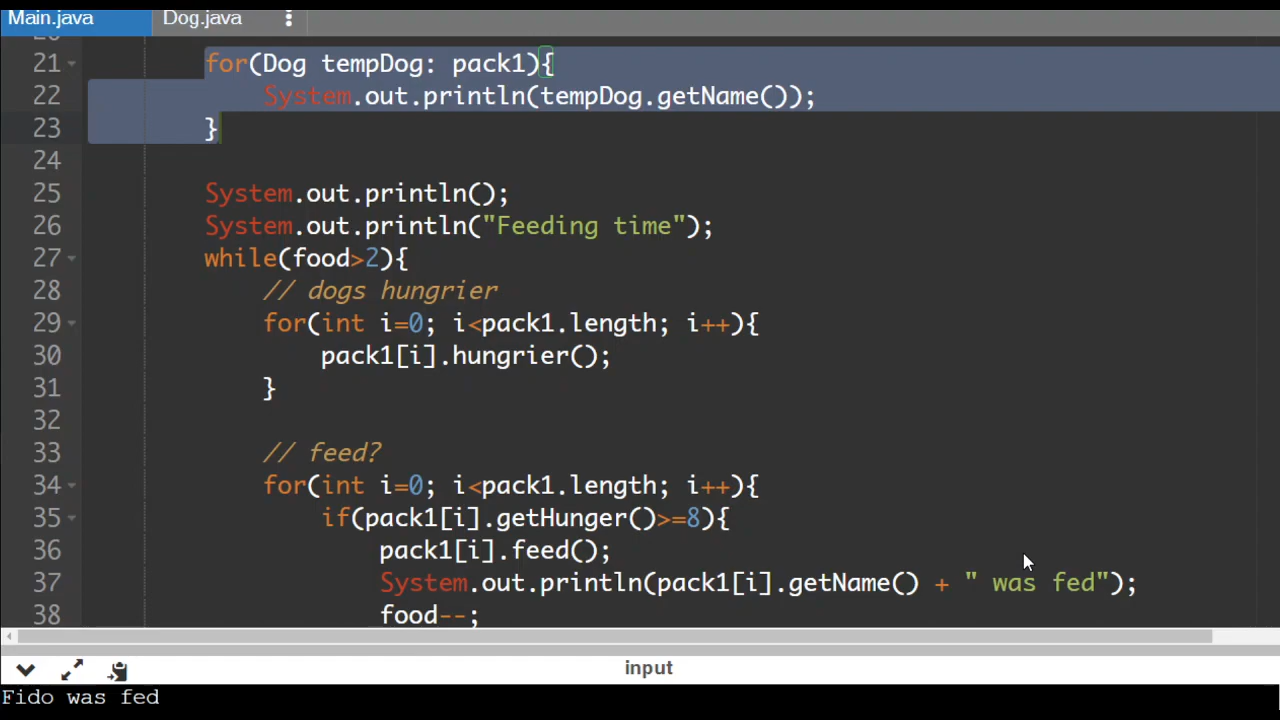 Main.java Dog.java
21 for(Dog tempDog: pack1){
22 System.out.println(tempDog.getName());
23 }
24
25 System.out.println();
26 System.out.println("Feeding time");
27 while(food>2){
28 // dogs hungrier
29 for(int i=0; i<pack1.length; i++){
30 pack1[i].hungrier();
31 }
32
33 // feed?
34 for(int i=0; i<pack1.length; i++){
35 if(pack1[i].getHunger()>=8){
36 pack1[i].feed();
37 System.out.println(pack1[i].getName() + " was fed");
38 food--;
input
Fido was fed